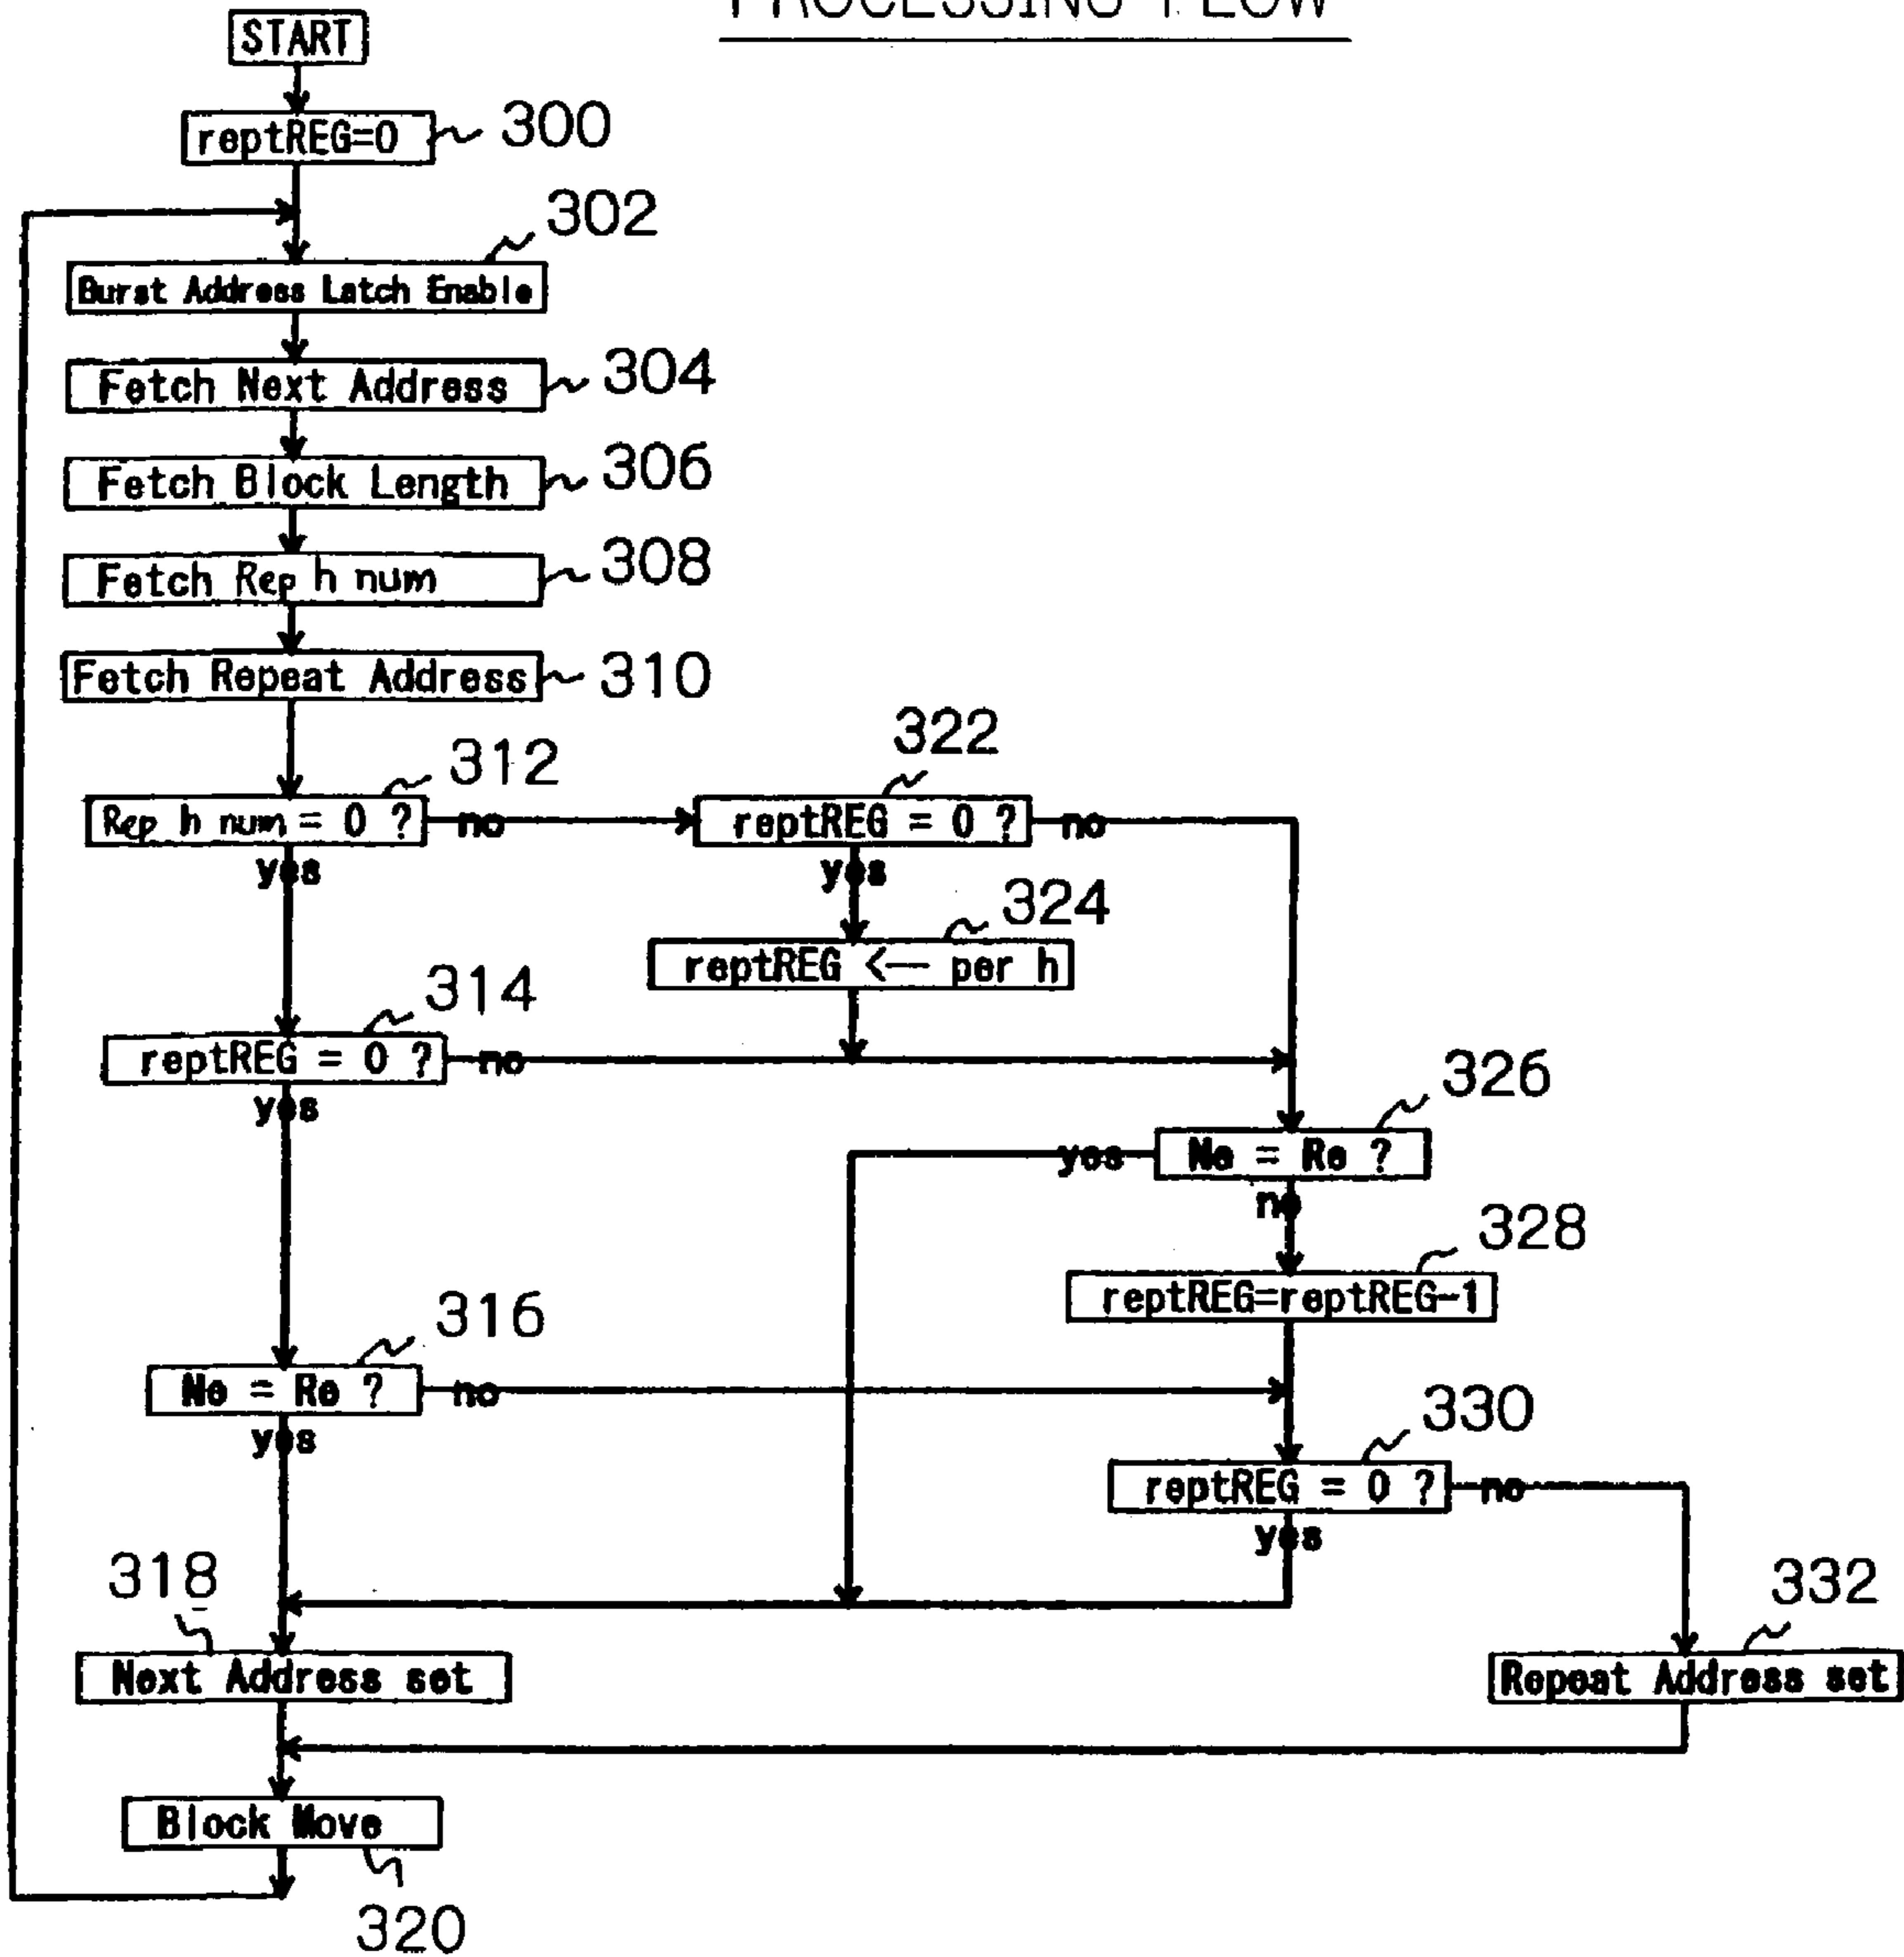 PROCESSING FLOW
START
reptREG=0
300
302
Burst Address Latch Enable
Fetch Next Address
304
Fetch Block Length
306
Fetch Rep h num
308
Fetch Repeat Address
310
312
322
Rep h num = 0 ?
no
reptREG = 0 ?
no
yes
yes
324
reptREG <— per h
314
reptREG = 0 ?
no
yes
326
yes
Ne = Re ?
no
328
reptREG=reptREG-1
316
Ne = Re ?
no
yes
330
reptREG = 0 ?
no
yes
318
332
Next Address set
Repeat Address set
Block Move
320